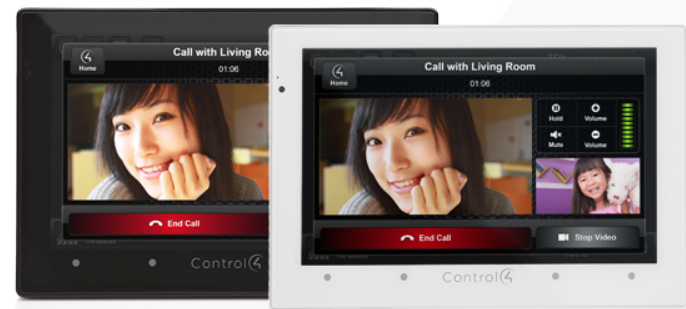 Call with Living Ro
Home
01:06
End Call
Control4
Call with Living Room
Home
01:06
Hold
Volume
Mute
Volume
End Call
Stop Video
Control4